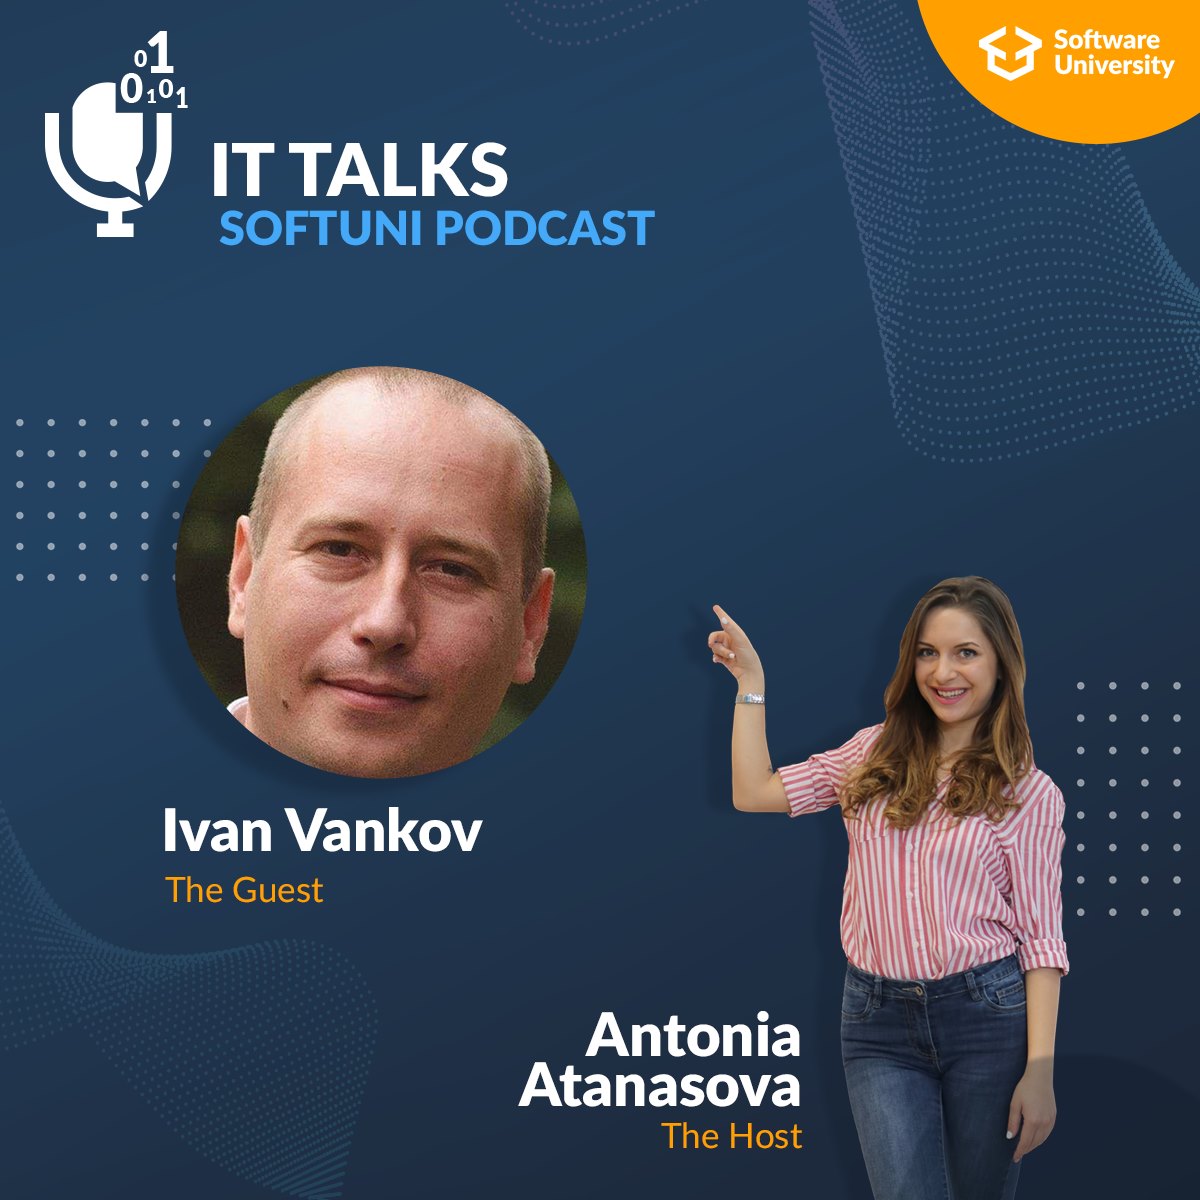 01
0101
IT TALKS
SOFTUNI PODCAST
Software
University
Ivan Vankov
The Guest
Antonia
Atanasova
The Host